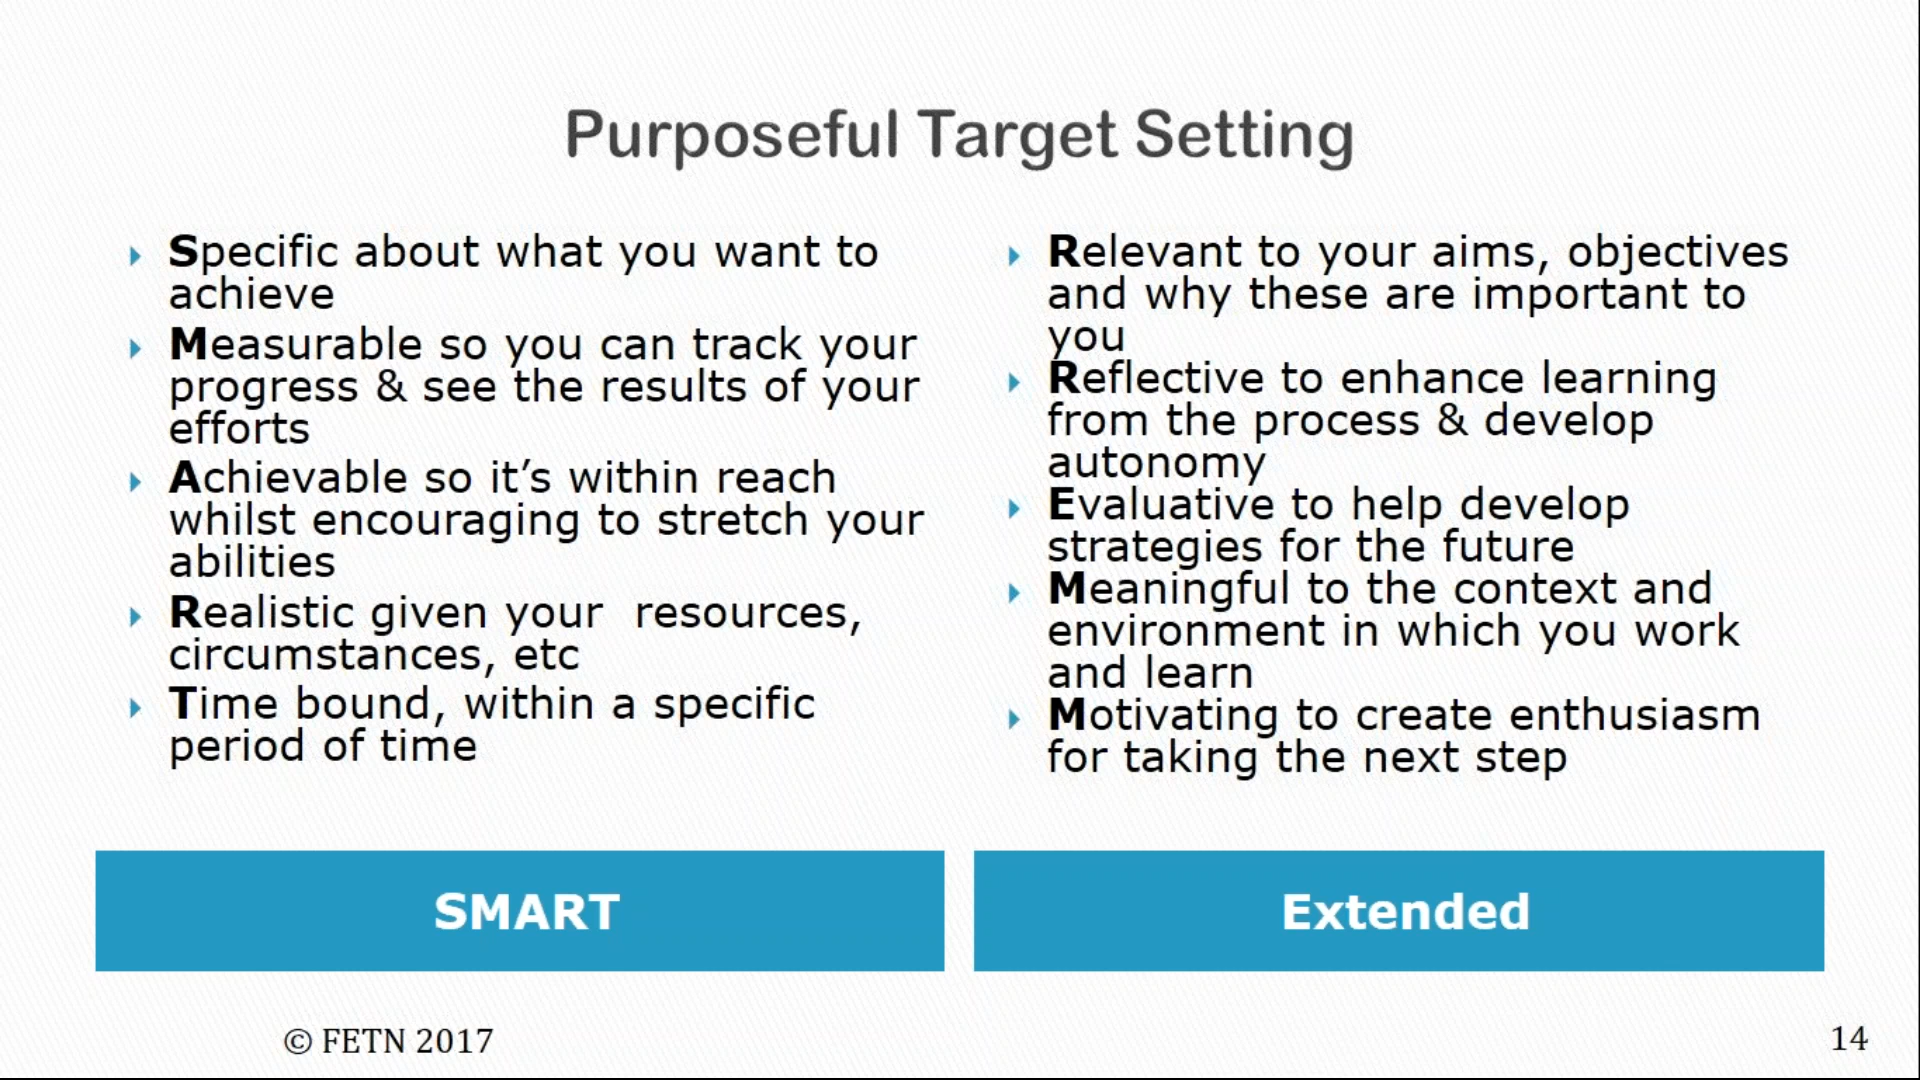 Purposeful Target Setting
Specific about what you want to
achieve
Measurable so you can track your
progress & see the results of your
efforts
Achievable so it’s within reach
whilst encouraging to stretch your
abilities
Realistic given your  resources,
circumstances, etc
Time bound, within a specific
period of time
Relevant to your aims, objectives
and why these are important to
you
Reflective to enhance learning
from the process & develop
autonomy
Evaluative to help develop
strategies for the future
Meaningful to the context and
environment in which you work
and learn
Motivating to create enthusiasm
for taking the next step
SMART
Extended
© FETN 2017
14